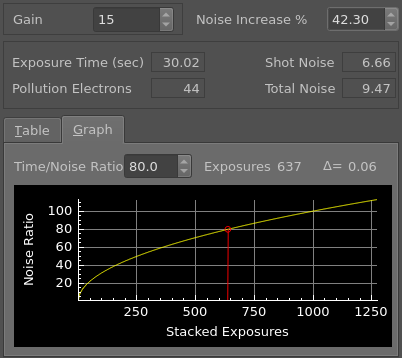 Gain 15 Noise Increase % 42.30
Exposure Time (sec) 30.02 Shot Noise 6.66
Pollution Electrons 44 Total Noise 9.47
Table Graph
Time/Noise Ratio 80.0 Exposures 637 Δ= 0.06
Noise Ratio
100
80
60
40
20
250 500 750 1000 1250
Stacked Exposures